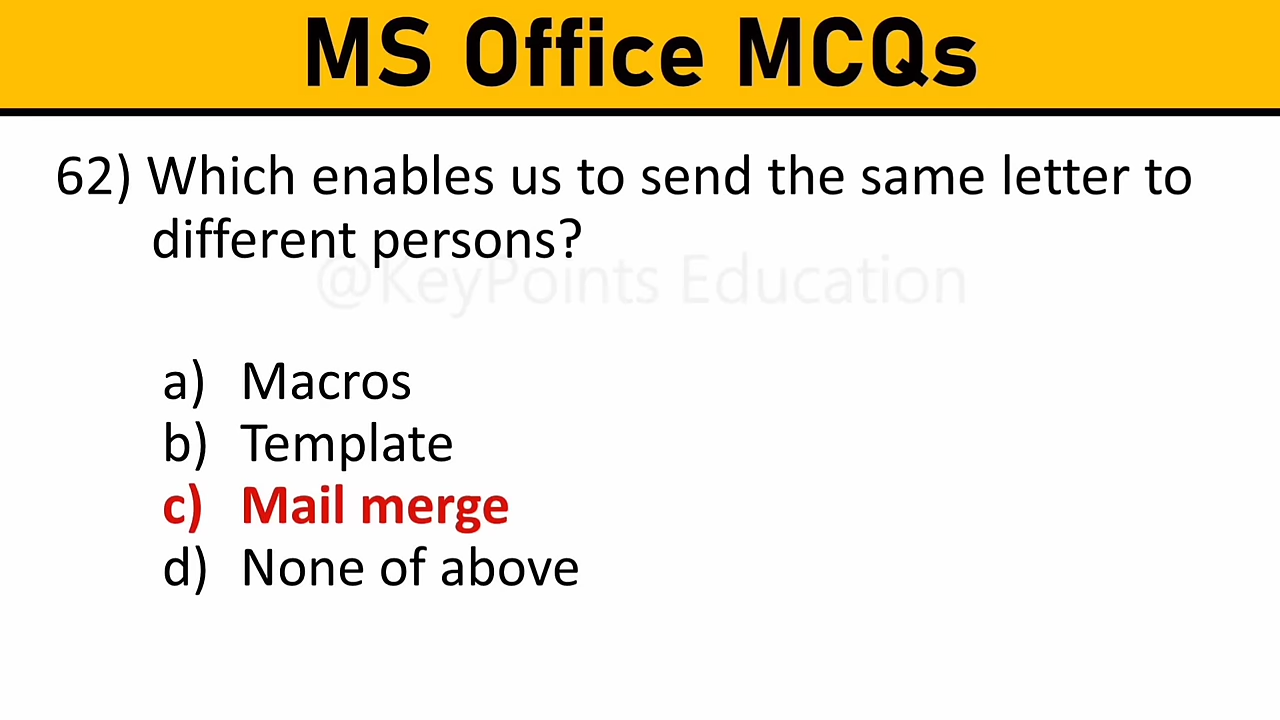 MS Office MCQs
62) Which enables us to send the same letter to
different persons?
@KeyPoints Education
a) Macros
b) Template
c) Mail merge
d) None of above